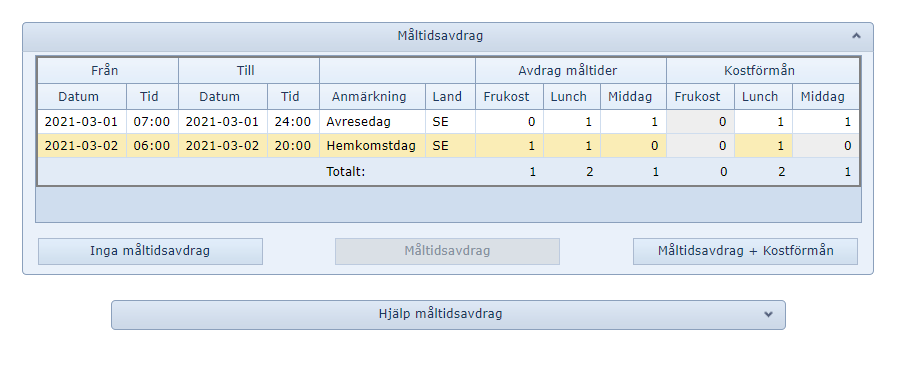 Måltidsavdrag
Från Till Avdrag måltider Kostförmån
Datum Tid Datum Tid Anmärkning Land Frukost Lunch Middag Frukost Lunch Middag
2021-03-01 07:00 2021-03-01 24:00 Avresedag SE 0 1 1 0 1 1
2021-03-02 06:00 2021-03-02 20:00 Hemkomstdag SE 1 1 0 0 1 0
Totalt: 1 2 1 0 2 1
Inga måltidsavdrag Måltidsavdrag Måltidsavdrag + Kostförmån
Hjälp måltidsavdrag